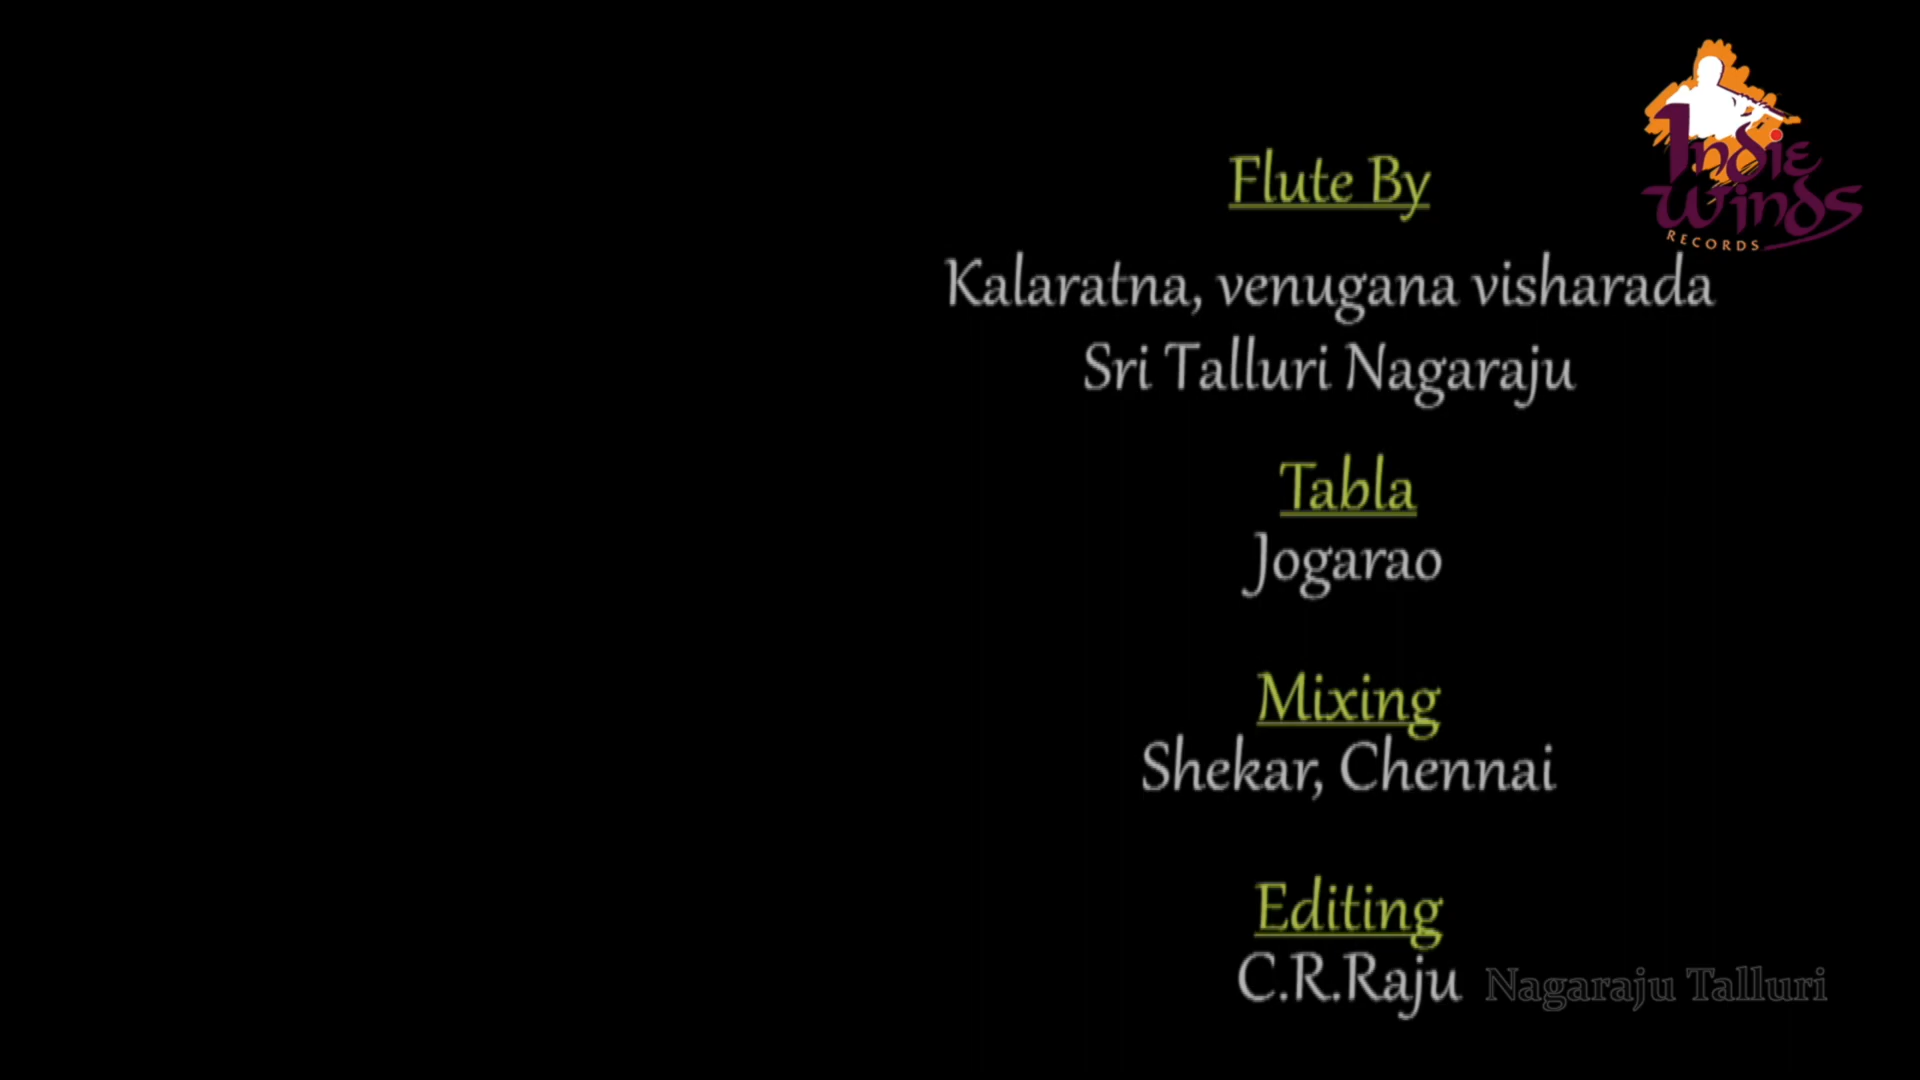 Indie
Winds
RECORDS
Flute By
Kalaratna, venugana visharada
Sri Talluri Nagaraju
Tabla
Jogarao
Mixing
Shekar, Chennai
Editing
C.R.Raju
Nagaraju Talluri